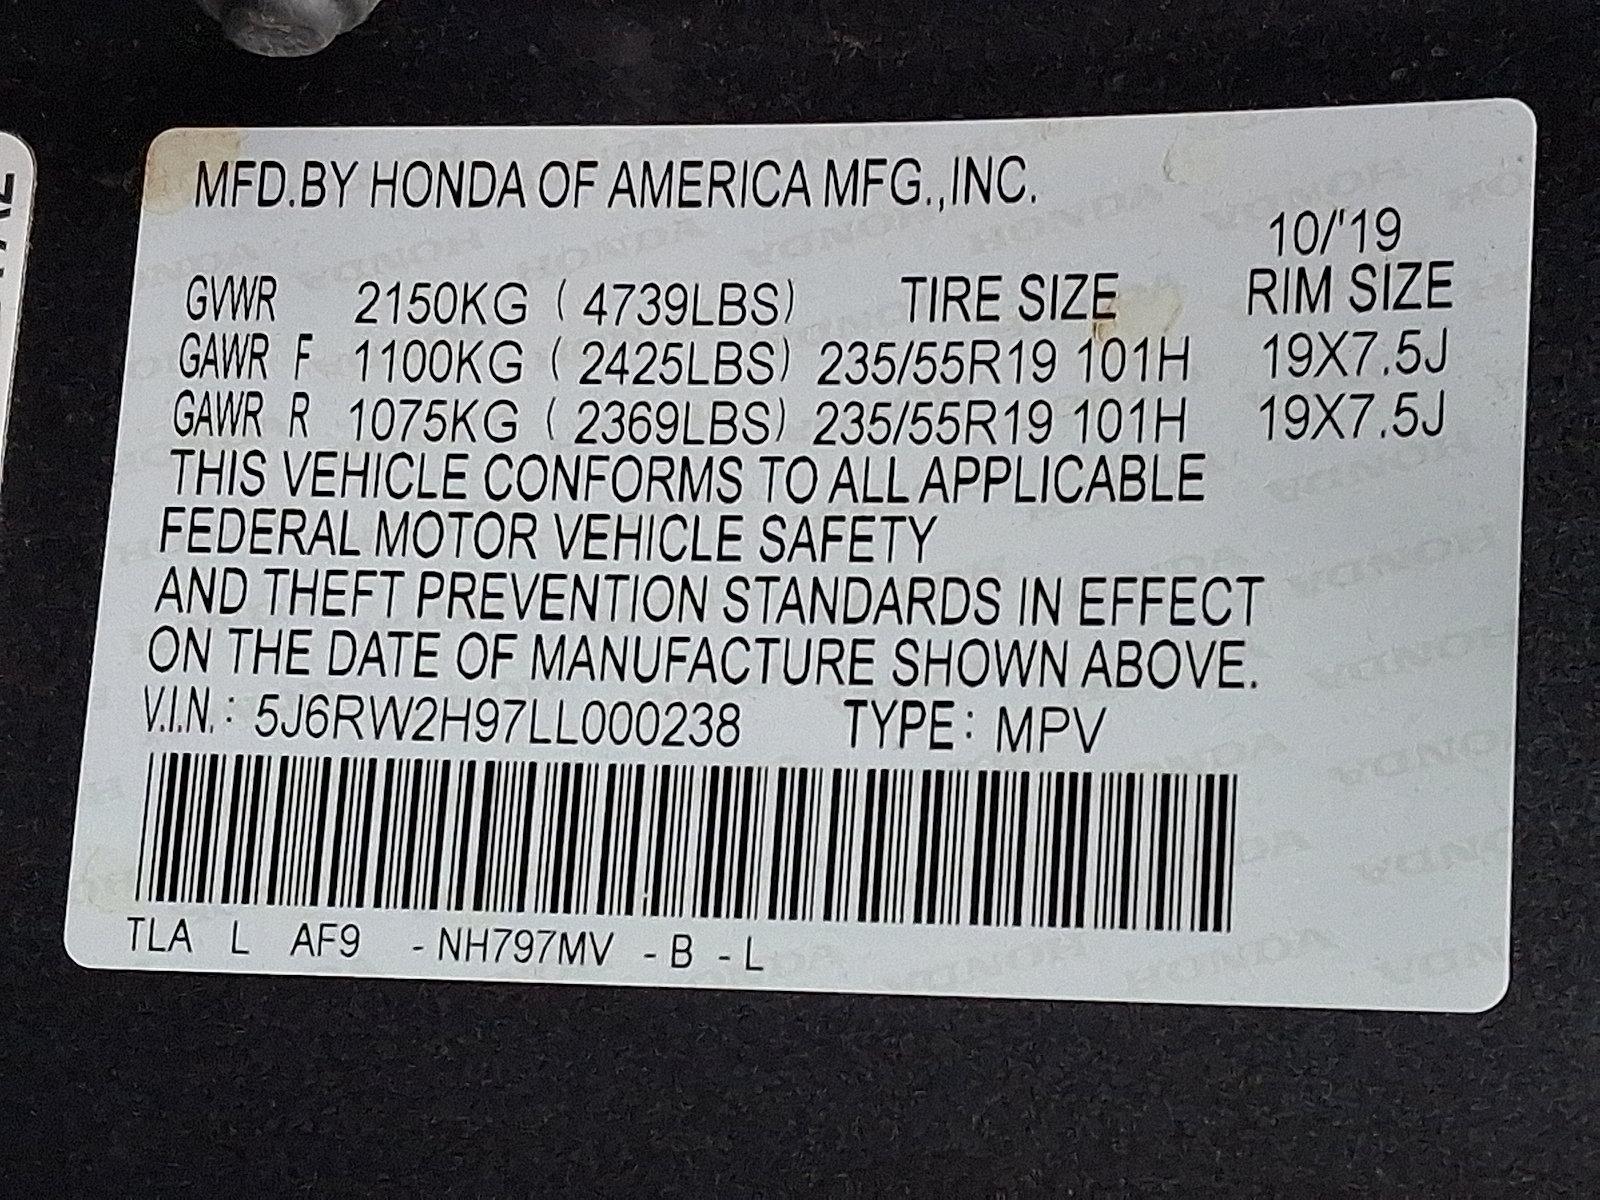 MFD.BY HONDA OF AMERICA MFG.,INC.
10/'19
GVWR 2150KG ( 4739LBS) TIRE SIZE RIM SIZE
GAWR F 1100KG ( 2425LBS) 235/55R19 101H 19X7.5J
GAWR R 1075KG ( 2369LBS) 235/55R19 101H 19X7.5J
THIS VEHICLE CONFORMS TO ALL APPLICABLE
FEDERAL MOTOR VEHICLE SAFETY
AND THEFT PREVENTION STANDARDS IN EFFECT
ON THE DATE OF MANUFACTURE SHOWN ABOVE.
V.I.N.: 5J6RW2H97LL000238 TYPE: MPV
TLA L AF9 -NH797MV -B -L